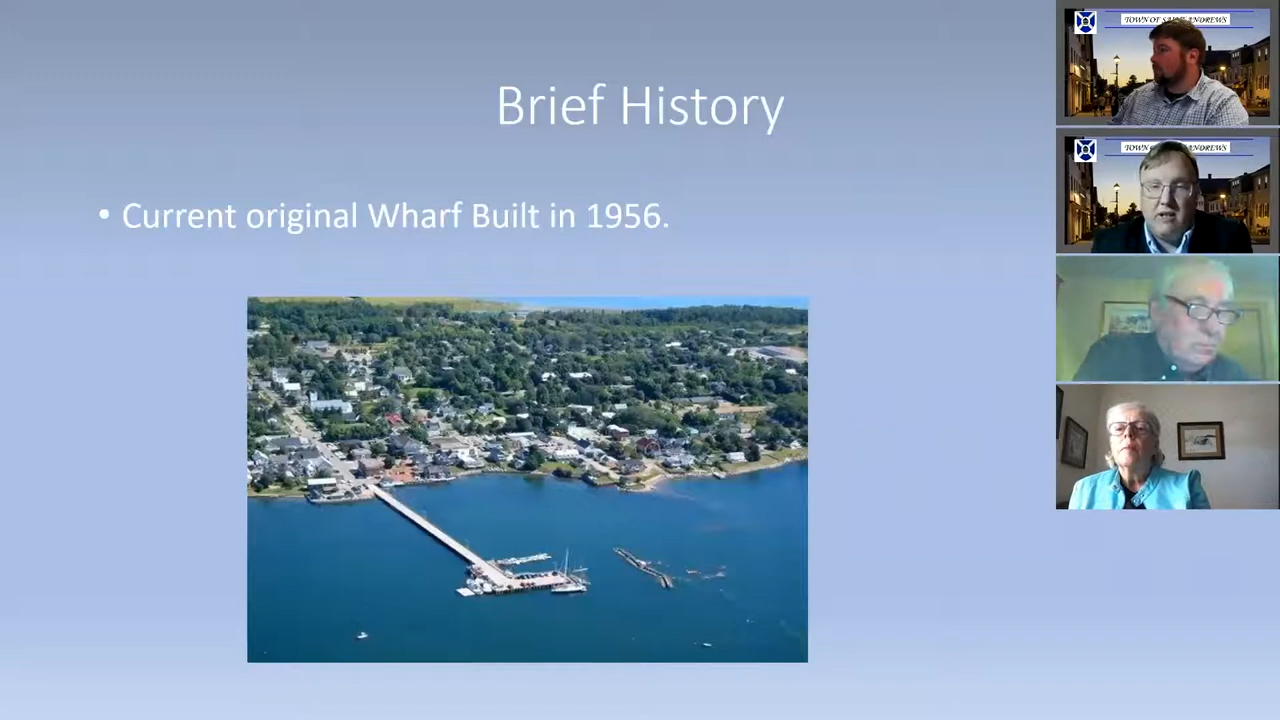 Brief History
• Current original Wharf Built in 1956.
TOWN OF SAINT ANDREWS